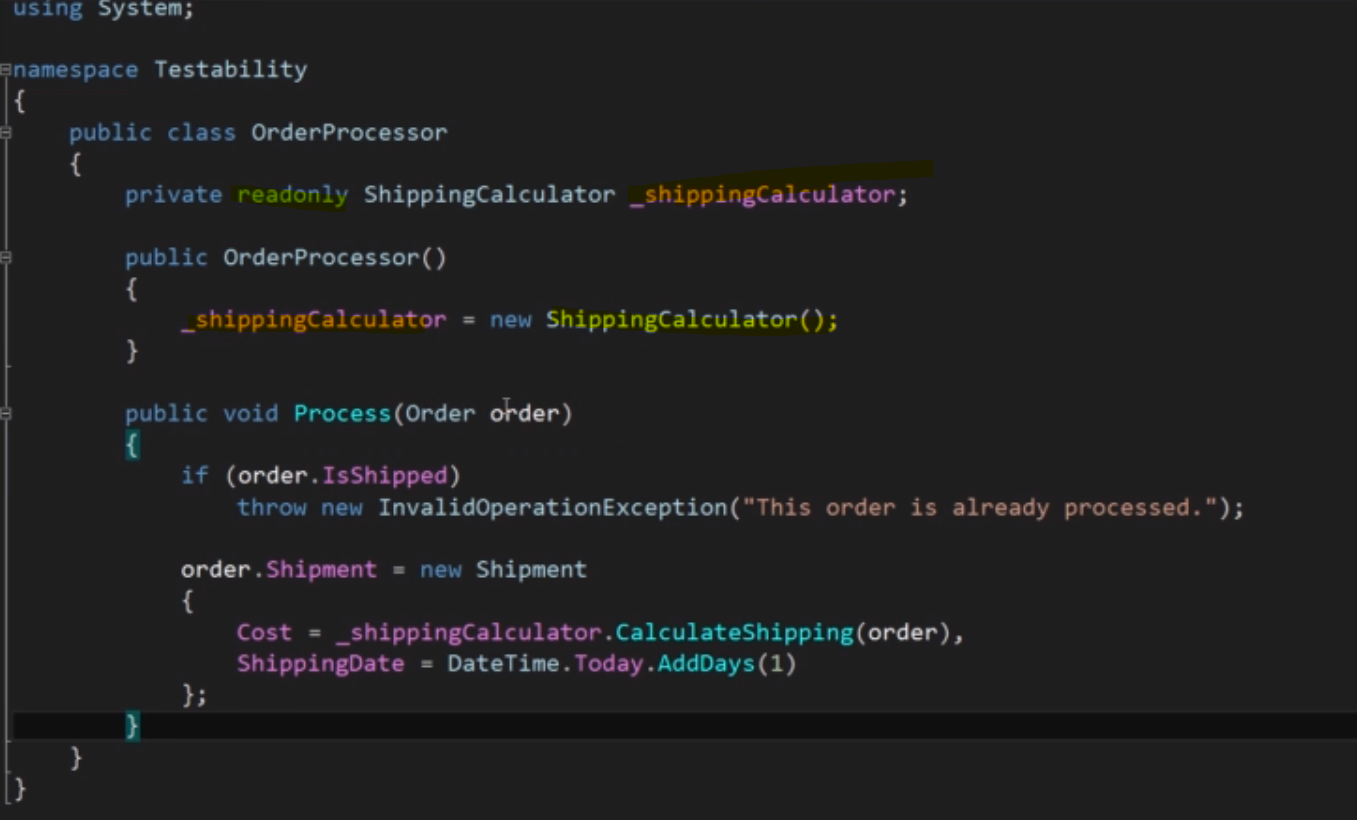 using System;
namespace Testability
{
public class OrderProcessor
{
private readonly ShippingCalculator _shippingCalculator;
public OrderProcessor()
{
_shippingCalculator = new ShippingCalculator();
}
public void Process(Order order)
{
if (order.IsShipped)
throw new InvalidOperationException("This order is already processed.");
order.Shipment = new Shipment
{
Cost = _shippingCalculator.CalculateShipping(order),
ShippingDate = DateTime.Today.AddDays(1)
};
}
}
}